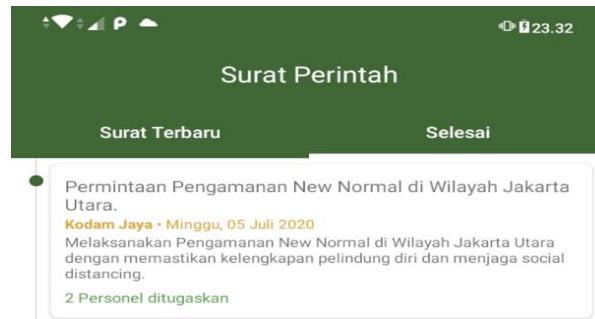 23.32
Surat Perintah
Surat Terbaru
Selesai
Permintaan Pengamanan New Normal di Wilayah Jakarta
Utara.
Kodam Jaya • Minggu, 05 Juli 2020
Melaksanakan Pengamanan New Normal di Wilayah Jakarta Utara
dengan memastikan kelengkapan pelindung diri dan menjaga social
distancing.
2 Personel ditugaskan